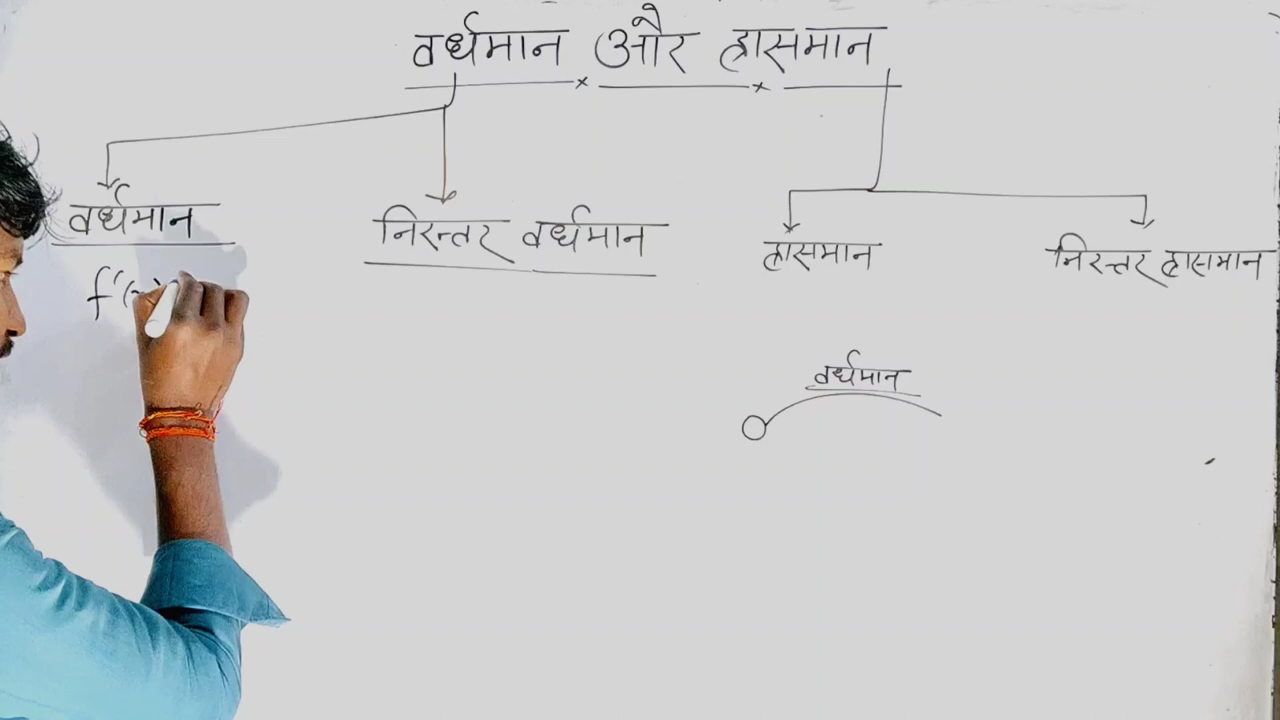 वर्धमान और ह्रासमान
वर्धमान
निरन्तर वर्धमान
ह्रासमान
निरन्तर ह्रासमान
f'(
वर्धमान